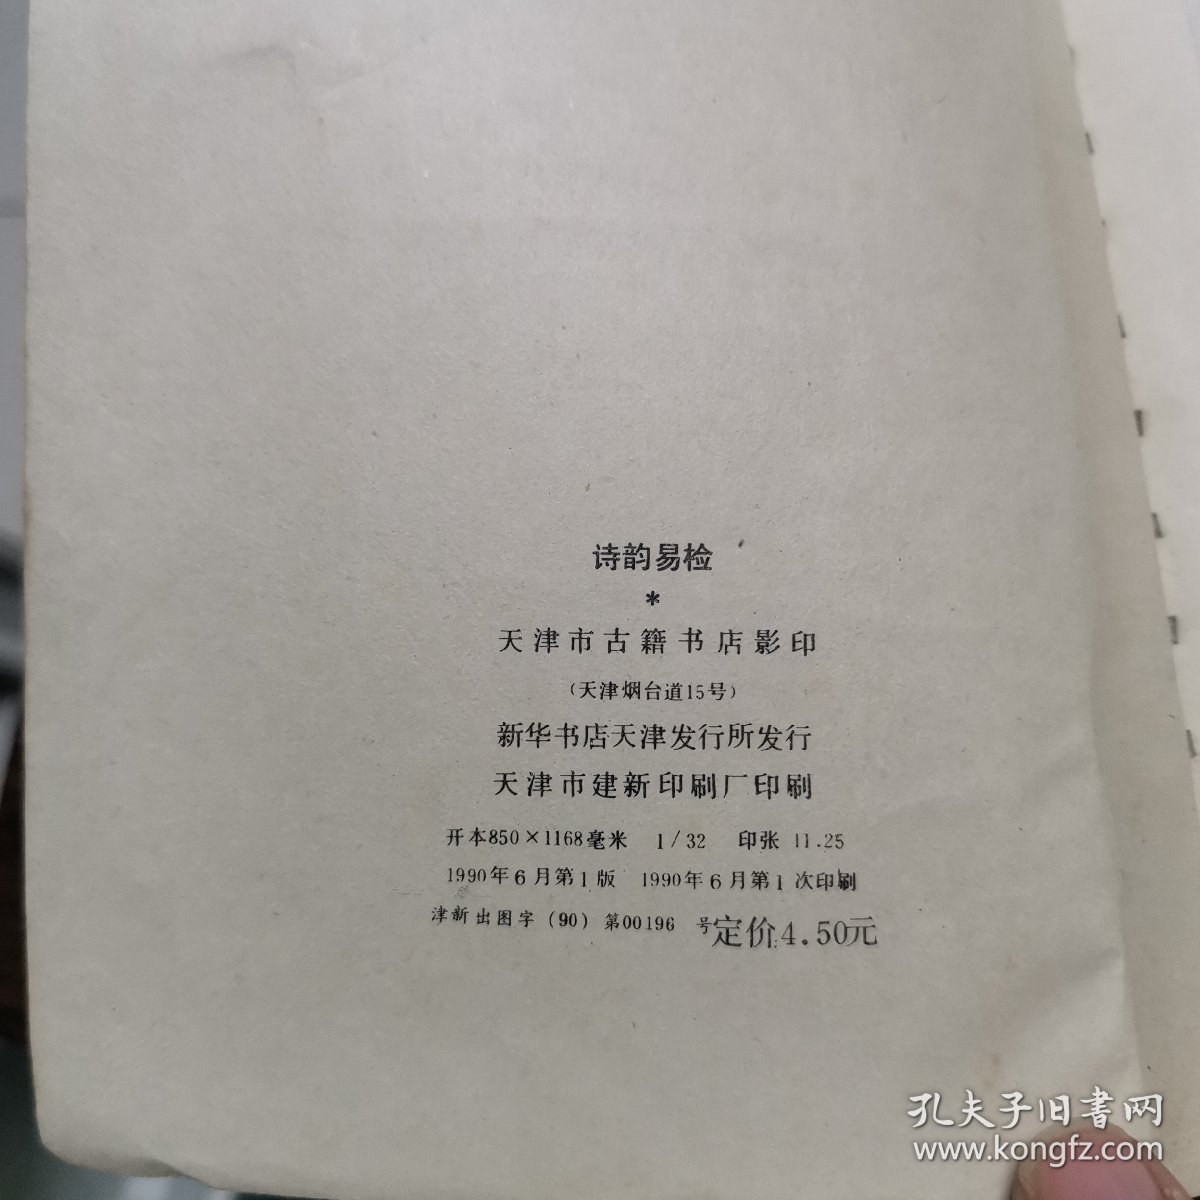 诗韵易检
*
天津市古籍书店影印
（天津烟台道15号）
新华书店天津发行所发行
天津市建新印刷厂印刷
开本850×1168毫米 1/32 印张 11.25
1990年6月第1版 1990年6月第1次印刷
津新出图字（90）第00196 号定价：4.50元
孔夫子旧书网
www.kongfz.com